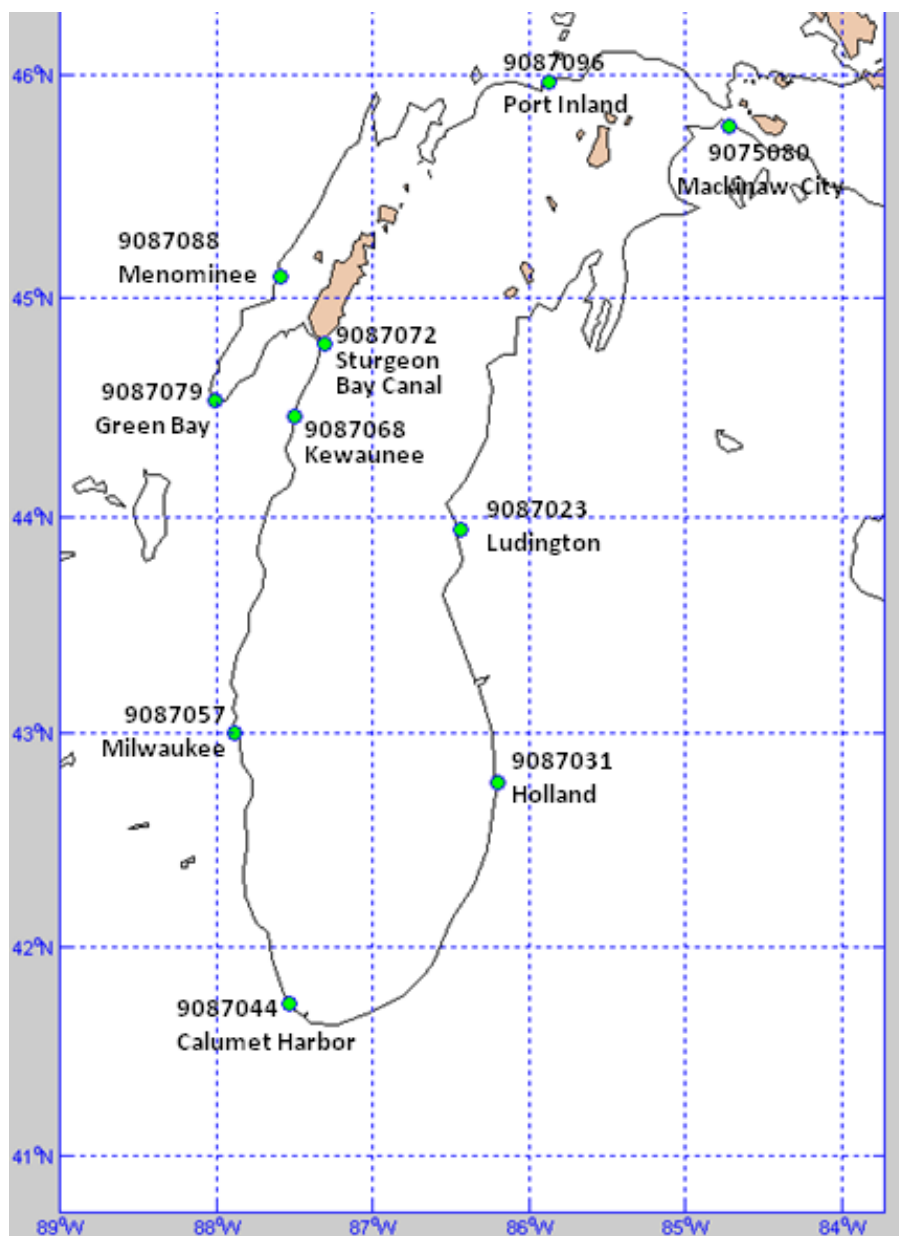 46°N
9087096
Port Inland
9075080
Mackinaw City
9087088
Menominee
45°N
9087072
Sturgeon
Bay Canal
9087079
Green Bay
9087068
Kewaunee
44°N
9087023
Ludington
9087057
Milwaukee
43°N
9087031
Holland
42°N
9087044
Calumet Harbor
41°N
89°W 88°W 87°W 86°W 85°W 84°W